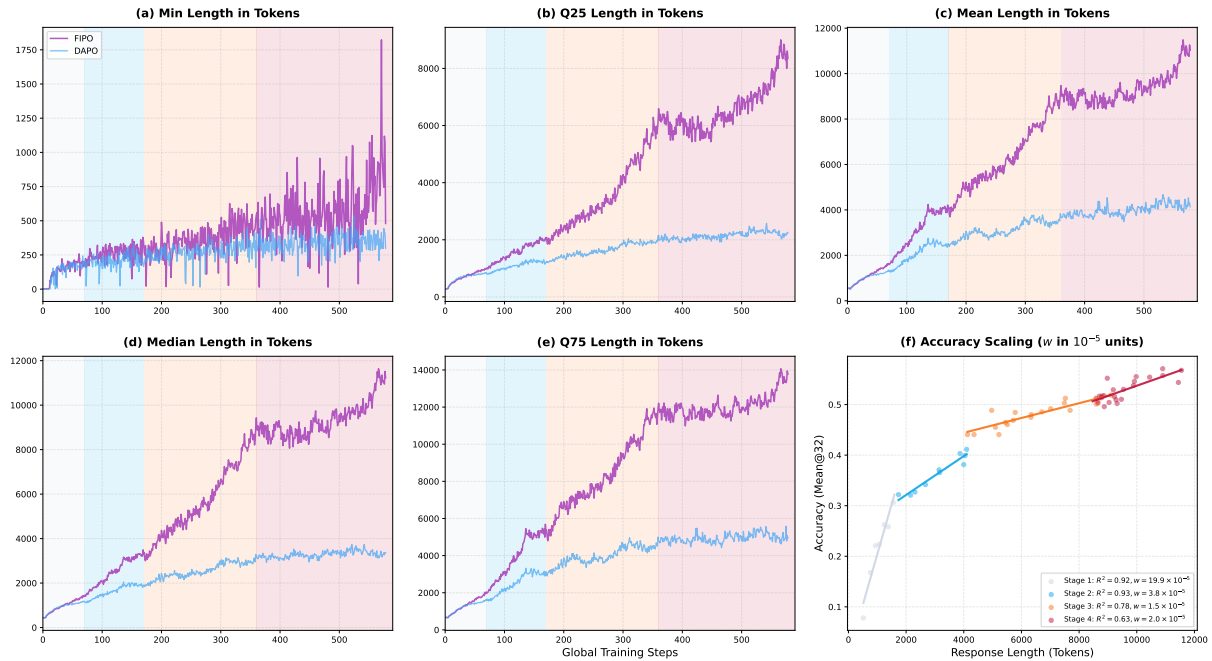 (a) Min Length in Tokens
FIPO
DAPO
1750
1500
1250
1000
750
500
250
0
0 100 200 300 400 500
(b) Q25 Length in Tokens
8000
6000
4000
2000
0
0 100 200 300 400 500
(c) Mean Length in Tokens
12000
10000
8000
6000
4000
2000
0
0 100 200 300 400 500
(d) Median Length in Tokens
12000
10000
8000
6000
4000
2000
0
0 100 200 300 400 500
(e) Q75 Length in Tokens
14000
12000
10000
8000
6000
4000
2000
0
0 100 200 300 400 500
Global Training Steps
(f) Accuracy Scaling (w in 10⁻⁵ units)
Accuracy (Mean@32)
0.5
0.4
0.3
0.2
0.1
Stage 1: R² = 0.92, w = 19.9 × 10⁻⁵
Stage 2: R² = 0.93, w = 3.8 × 10⁻⁵
Stage 3: R² = 0.78, w = 1.5 × 10⁻⁵
Stage 4: R² = 0.63, w = 2.0 × 10⁻⁵
0 2000 4000 6000 8000 10000 12000
Response Length (Tokens)